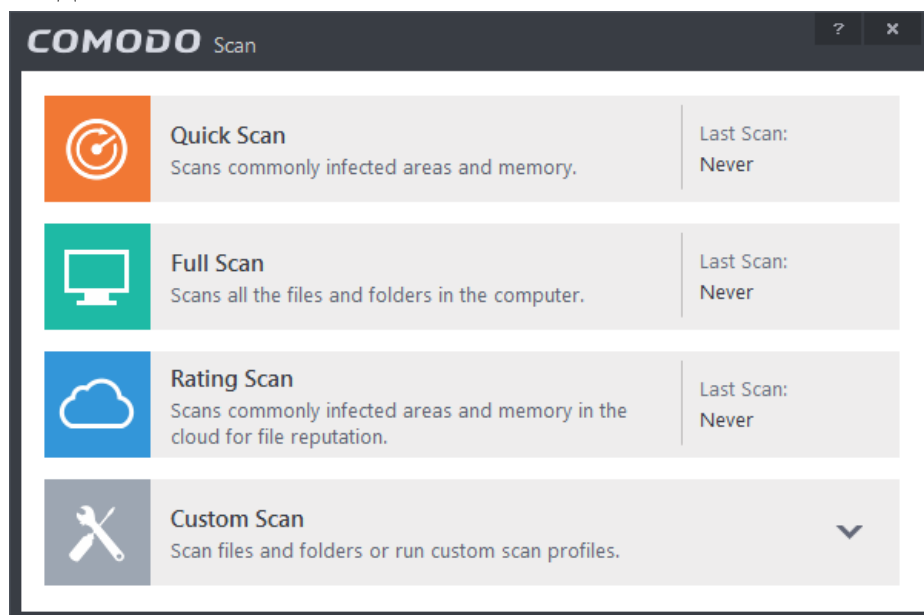 COMODO Scan
? ×
Quick Scan
Scans commonly infected areas and memory.
Last Scan:
Never
Full Scan
Scans all the files and folders in the computer.
Last Scan:
Never
Rating Scan
Scans commonly infected areas and memory in the
cloud for file reputation.
Last Scan:
Never
Custom Scan
Scan files and folders or run custom scan profiles.